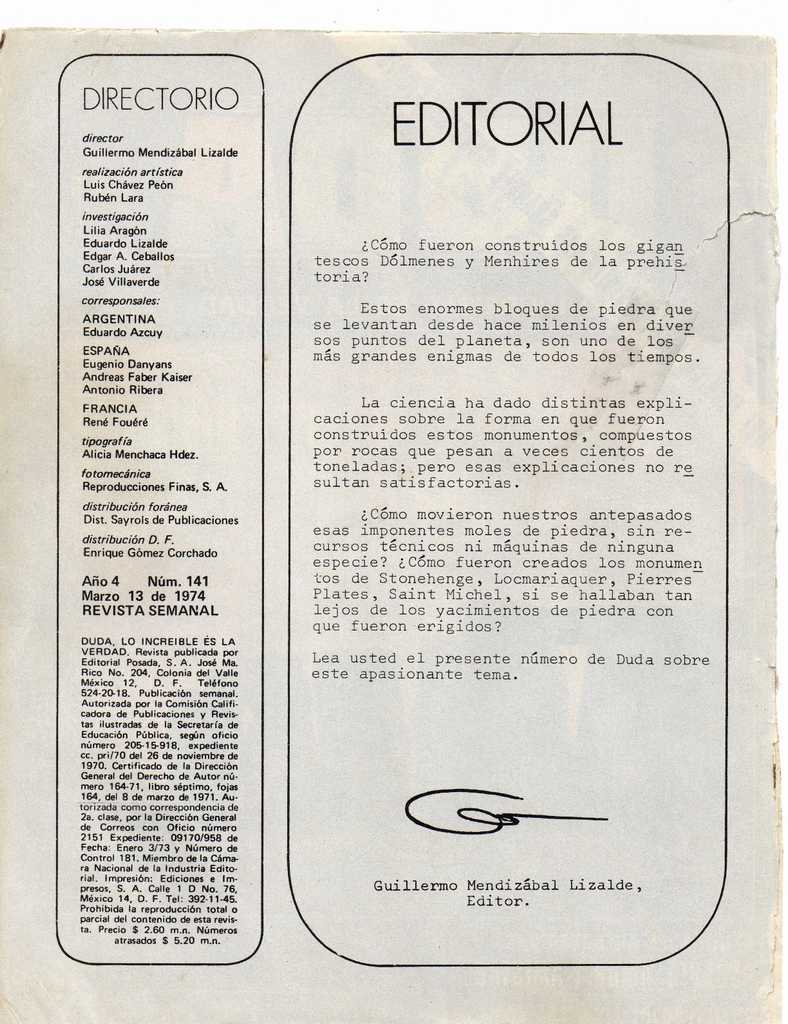 DIRECTORIO
director
Guillermo Mendizábal Lizalde
realización artística
Luis Chávez Peón
Rubén Lara
investigación
Lilia Aragón
Eduardo Lizalde
Edgar A. Ceballos
Carlos Juárez
José Villaverde
corresponsales:
ARGENTINA
Eduardo Azcuy
ESPAÑA
Eugenio Danyans
Andreas Faber Kaiser
Antonio Ribera
FRANCIA
René Fouéré
tipografía
Alicia Menchaca Hdez.
fotomecánica
Reproducciones Finas, S. A.
distribución foránea
Dist. Sayrols de Publicaciones
distribución D. F.
Enrique Gómez Corchado
Año 4 Núm. 141
Marzo 13 de 1974
REVISTA SEMANAL
DUDA, LO INCREIBLE ES LA
VERDAD. Revista publicada por
Editorial Posada, S. A. José Ma.
Rico No. 204, Colonia del Valle
México 12, D. F. Teléfono
524-20-18. Publicación semanal.
Autorizada por la Comisión Califi-
cadora de Publicaciones y Revis-
tas ilustradas de la Secretaría de
Educación Pública, según oficio
número 205-15-918, expediente
cc. pri/70 del 26 de noviembre de
1970. Certificado de la Dirección
General del Derecho de Autor nú-
mero 164-71, libro séptimo, fojas
164, del 8 de marzo de 1971. Au-
torizada como correspondencia de
2a. clase, por la Dirección General
de Correos con Oficio número
2151 Expediente: 09170/958 de
Fecha: Enero 3/73 y Número de
Control 181. Miembro de la Cáma-
ra Nacional de la Industria Edito-
rial. Impresión: Ediciones e Im-
presos, S. A. Calle 1 D No. 76,
México 14, D. F. Tel: 392-11-45.
Prohibida la reproducción total o
parcial del contenido de esta revis-
ta. Precio $ 2.60 m.n. Números
atrasados $ 5.20 m.n.
EDITORIAL
¿Cómo fueron construidos los gigan
tescos Dólmenes y Menhires de la prehis
toria?
Estos enormes bloques de piedra que
se levantan desde hace milenios en diver
sos puntos del planeta, son uno de los
más grandes enigmas de todos los tiempos.
La ciencia ha dado distintas expli-
caciones sobre la forma en que fueron
construidos estos monumentos, compuestos
por rocas que pesan a veces cientos de
toneladas; pero esas explicaciones no re
sultan satisfactorias.
¿Cómo movieron nuestros antepasados
esas imponentes moles de piedra, sin re-
cursos técnicos ni máquinas de ninguna
especie? ¿Cómo fueron creados los monumen
tos de Stonehenge, Locmariaquer, Pierres
Plates, Saint Michel, si se hallaban tan
lejos de los yacimientos de piedra con
que fueron erigidos?
Lea usted el presente número de Duda sobre
este apasionante tema.
Guillermo Mendizábal Lizalde,
Editor.